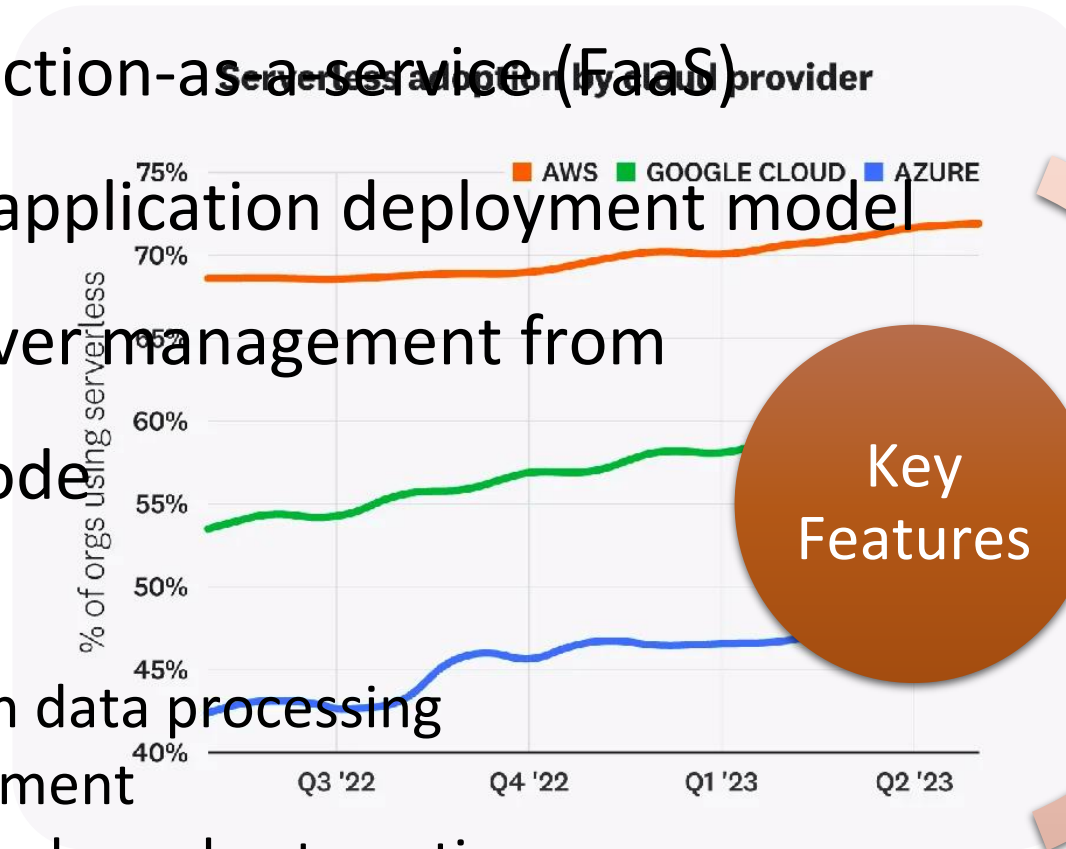 ction-as-a-service (FaaS)
Serverless adoption by cloud provider
75%
AWS GOOGLE CLOUD AZURE
application deployment model
70%
ver management from
65%
60%
ode
55%
50%
45%
40%
% of orgs using serverless
Key
Features
n data processing
ment
Q3 '22 Q4 '22 Q1 '23 Q2 '23